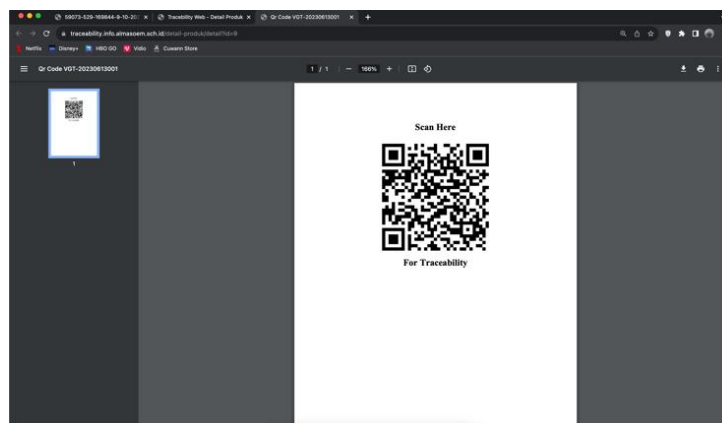 59073-529-169844-9-10-20
Traceability Web - Detail Produk
Qr Code VGT-20230613001
traceability.info.almasoem.sch.id/detail-produk/detail?id=9
Netflix
Disney+
HBO GO
Vidio
Cuwann Store
Qr Code VGT-20230613001
1 / 1
166%
1
Scan Here
For Traceability